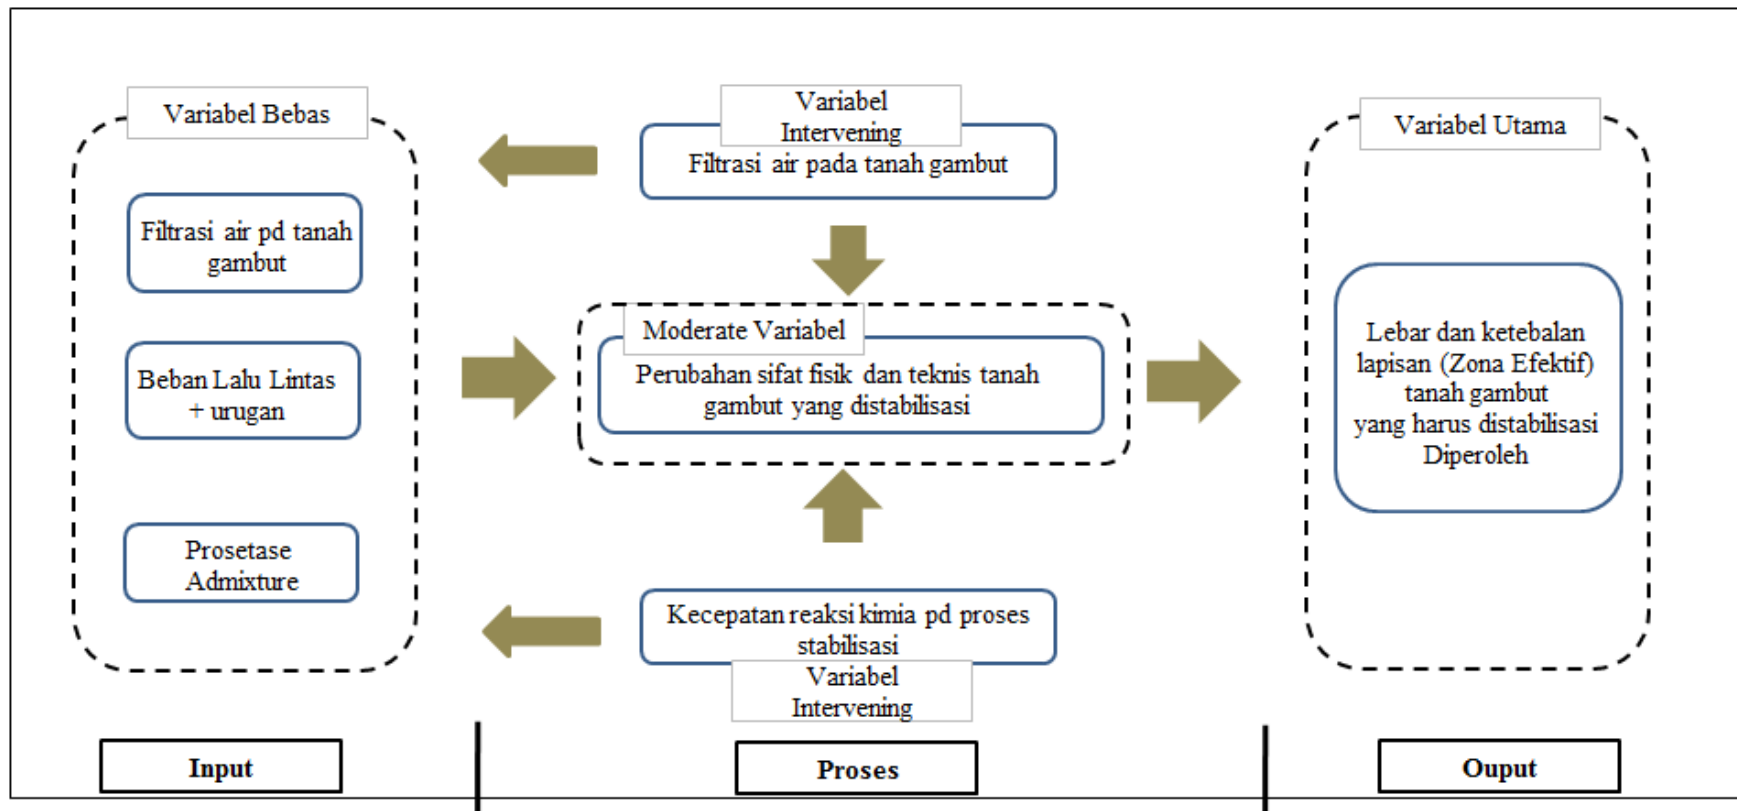 Variabel Bebas
Filtrasi air pd tanah
gambut
Beban Lalu Lintas
+ urugan
Prosetase
Admixture
Variabel
Intervening
Filtrasi air pada tanah gambut
Moderate Variabel
Perubahan sifat fisik dan teknis tanah
gambut yang distabilisasi
Kecepatan reaksi kimia pd proses
stabilisasi
Variabel
Intervening
Variabel Utama
Lebar dan ketebalan
lapisan (Zona Efektif)
tanah gambut
yang harus distabilisasi
Diperoleh
Input
Proses
Ouput